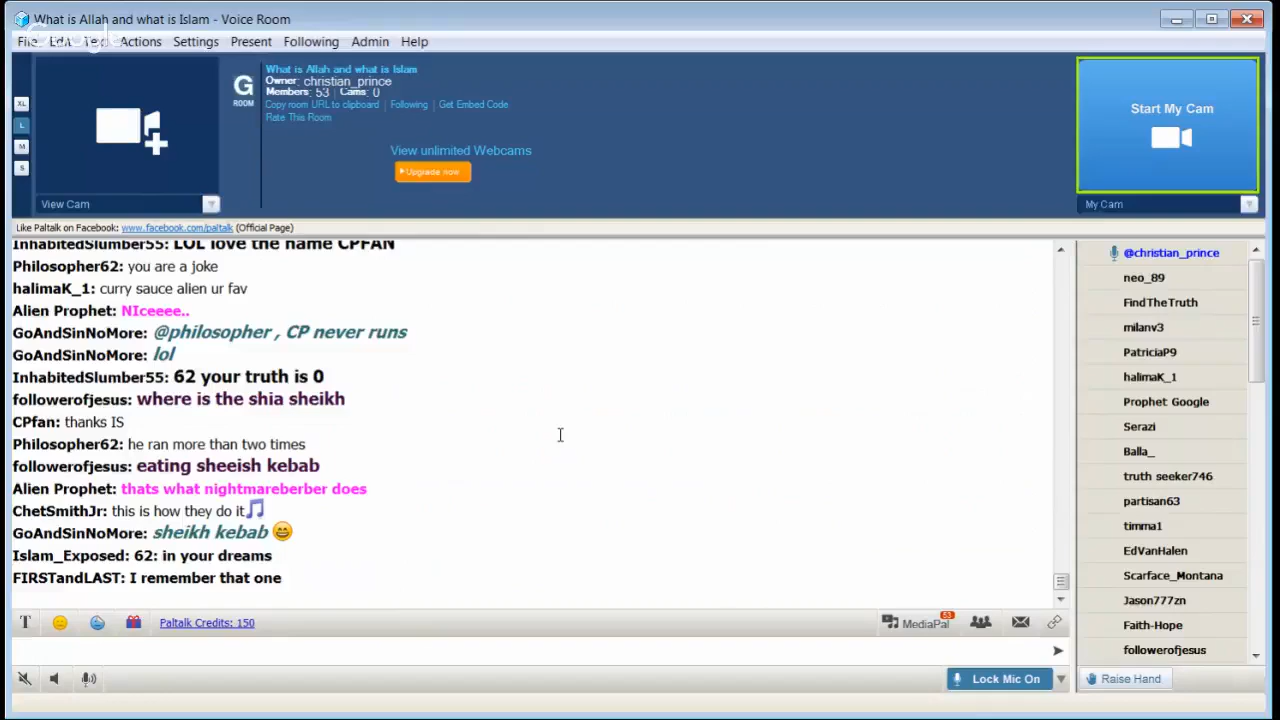 What is Allah and what is Islam - Voice Room
File Edit Text Actions Settings Present Following Admin Help
Google
What is Allah and what is Islam
Owner: christian_prince
Members: 53 | Cams: 0
Copy room URL to clipboard | Following | Get Embed Code
Rate This Room
G
ROOM
XL
L
M
S
View unlimited Webcams
Upgrade now
Start My Cam
View Cam
My Cam
Like Paltalk on Facebook: www.facebook.com/paltalk (Official Page)
InhabitedSlumber55: LOL love the name CPFAN
Philosopher62: you are a joke
halimaK_1: curry sauce alien ur fav
Alien Prophet: NIceeee..
GoAndSinNoMore: @philosopher , CP never runs
GoAndSinNoMore: lol
InhabitedSlumber55: 62 your truth is 0
followerofjesus: where is the shia sheikh
CPfan: thanks IS
Philosopher62: he ran more than two times
followerofjesus: eating sheeish kebab
Alien Prophet: thats what nightmareberber does
ChetSmithJr: this is how they do it🎵
GoAndSinNoMore: sheikh kebab 😄
Islam_Exposed: 62: in your dreams
FIRSTandLAST: I remember that one
@christian_prince
neo_89
FindTheTruth
milanv3
PatriciaP9
halimaK_1
Prophet Google
Serazi
Balla_
truth seeker746
partisan63
timma1
EdVanHalen
Scarface_Montana
Jason777zn
Faith-Hope
followerofjesus
T
Paltalk Credits: 150
MediaPal
53
Lock Mic On
Raise Hand